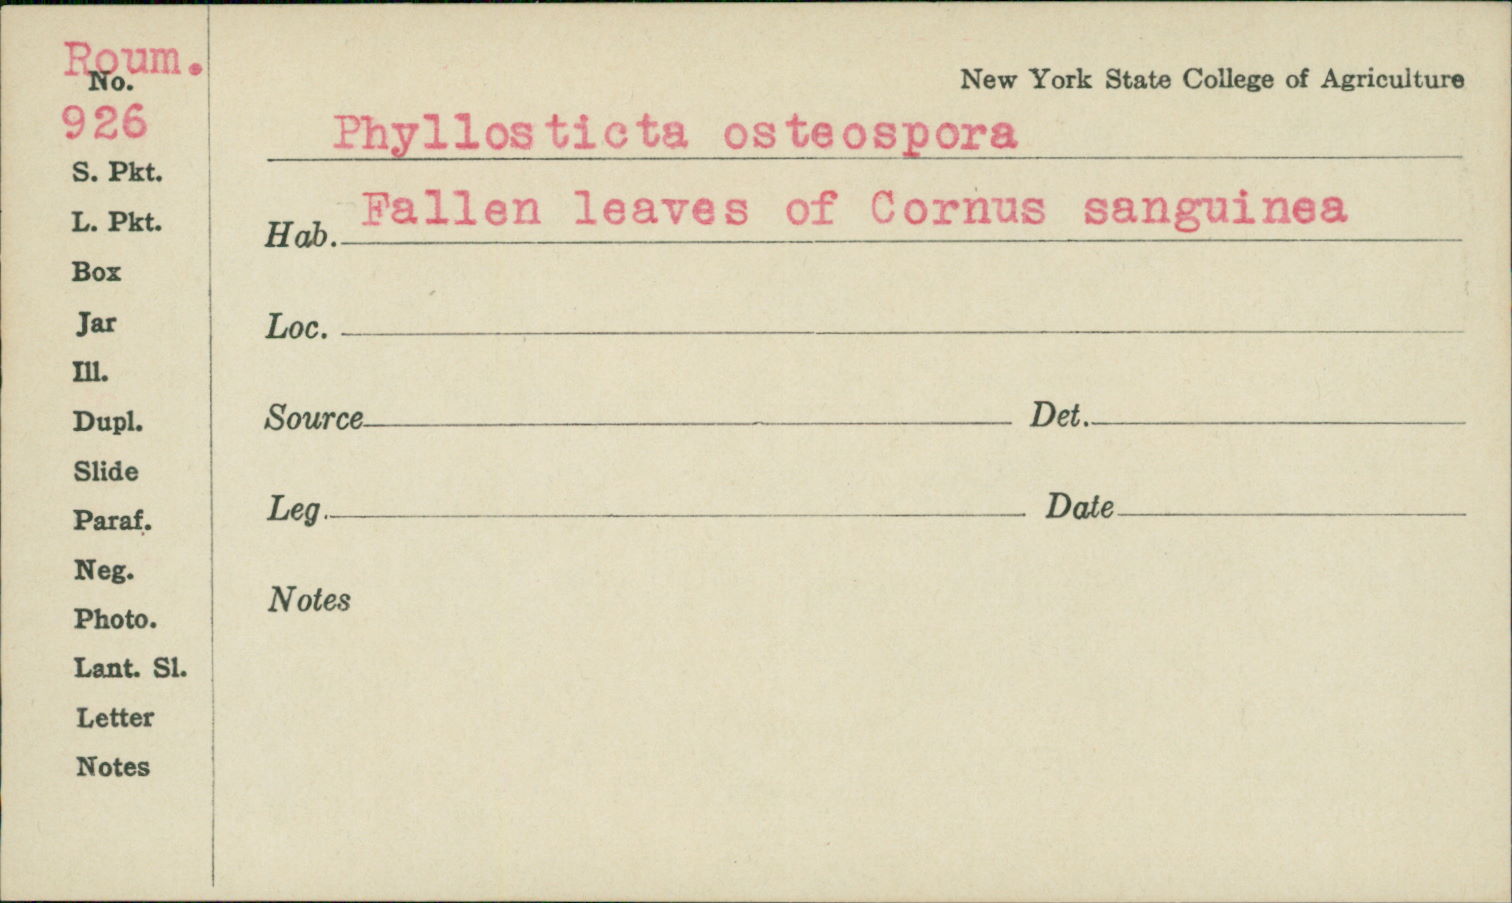 Roum.
No.
926
S. Pkt.
L. Pkt.
Box
Jar
Ill.
Dupl.
Slide
Paraf.
Neg.
Photo.
Lant. Sl.
Letter
Notes
New York State College of Agriculture
Phyllosticta osteospora
Hab. Fallen leaves of Cornus sanguinea
Loc.
Source Det.
Leg. Date
Notes